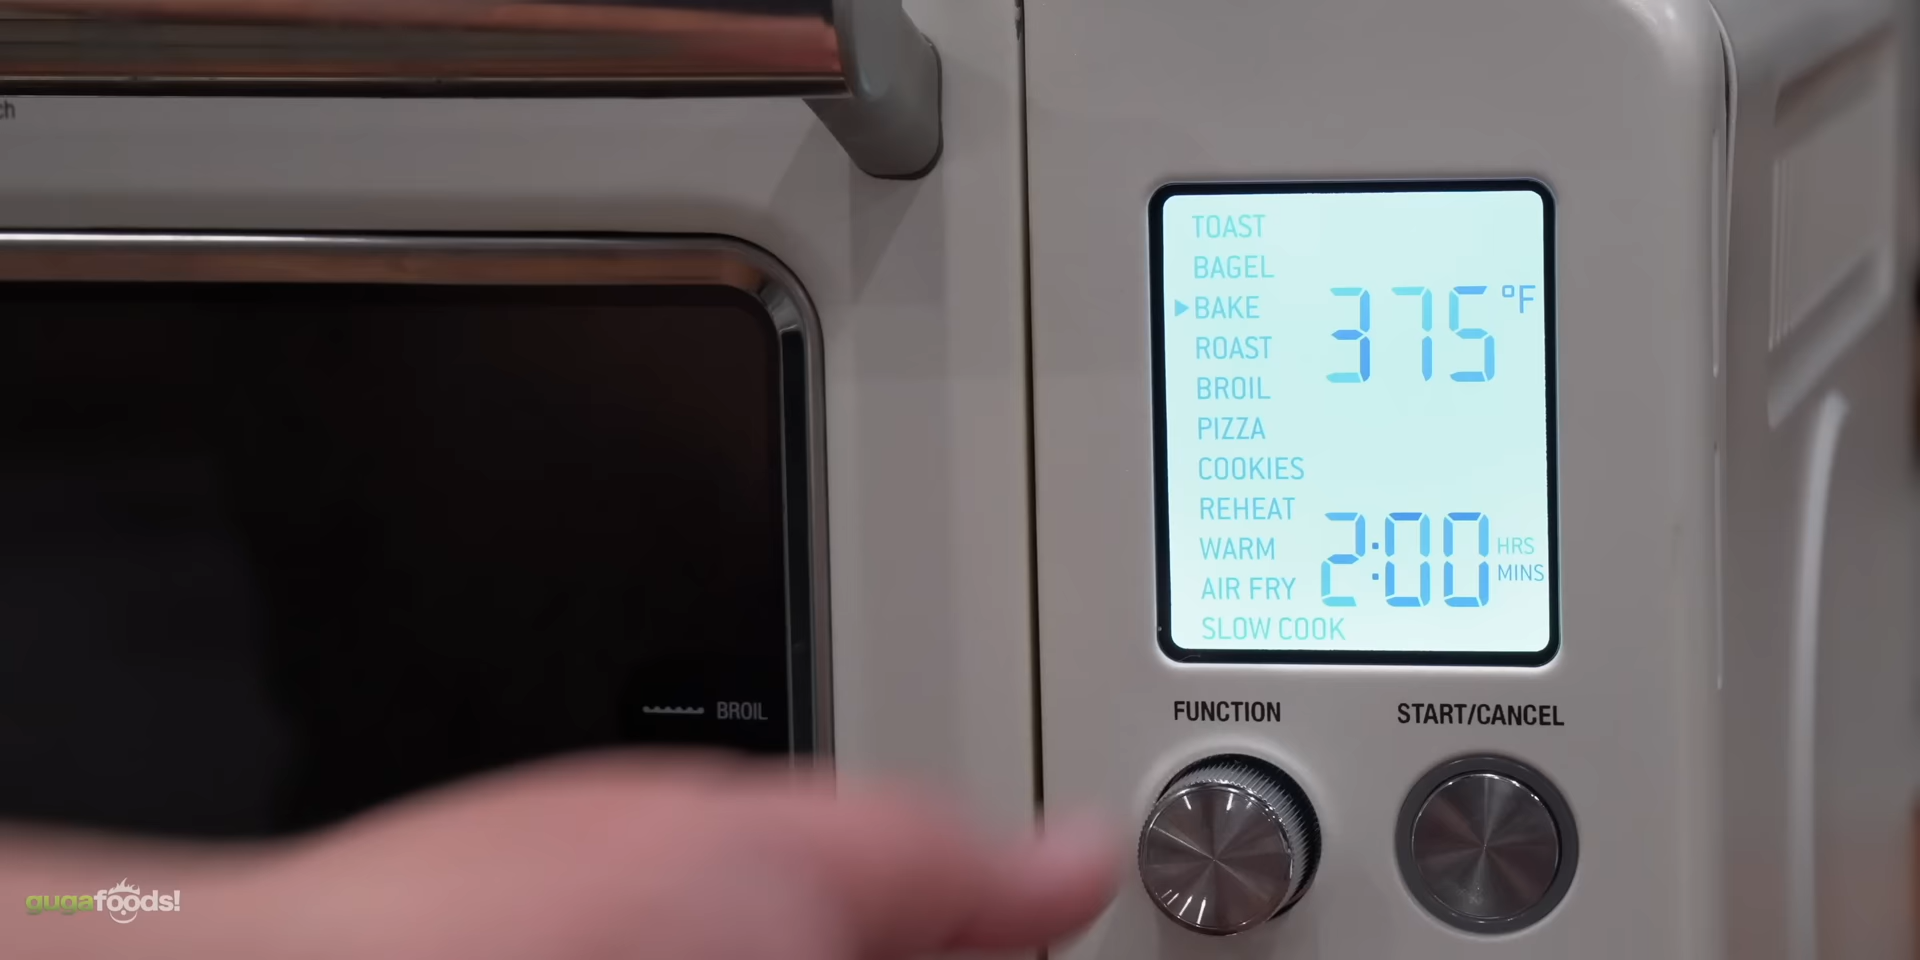 ch
TOAST
BAGEL
BAKE
ROAST
BROIL
PIZZA
COOKIES
REHEAT
WARM
AIR FRY
SLOW COOK
375 °F
2:00 HRS
MINS
BROIL
FUNCTION
START/CANCEL
gugafoods!